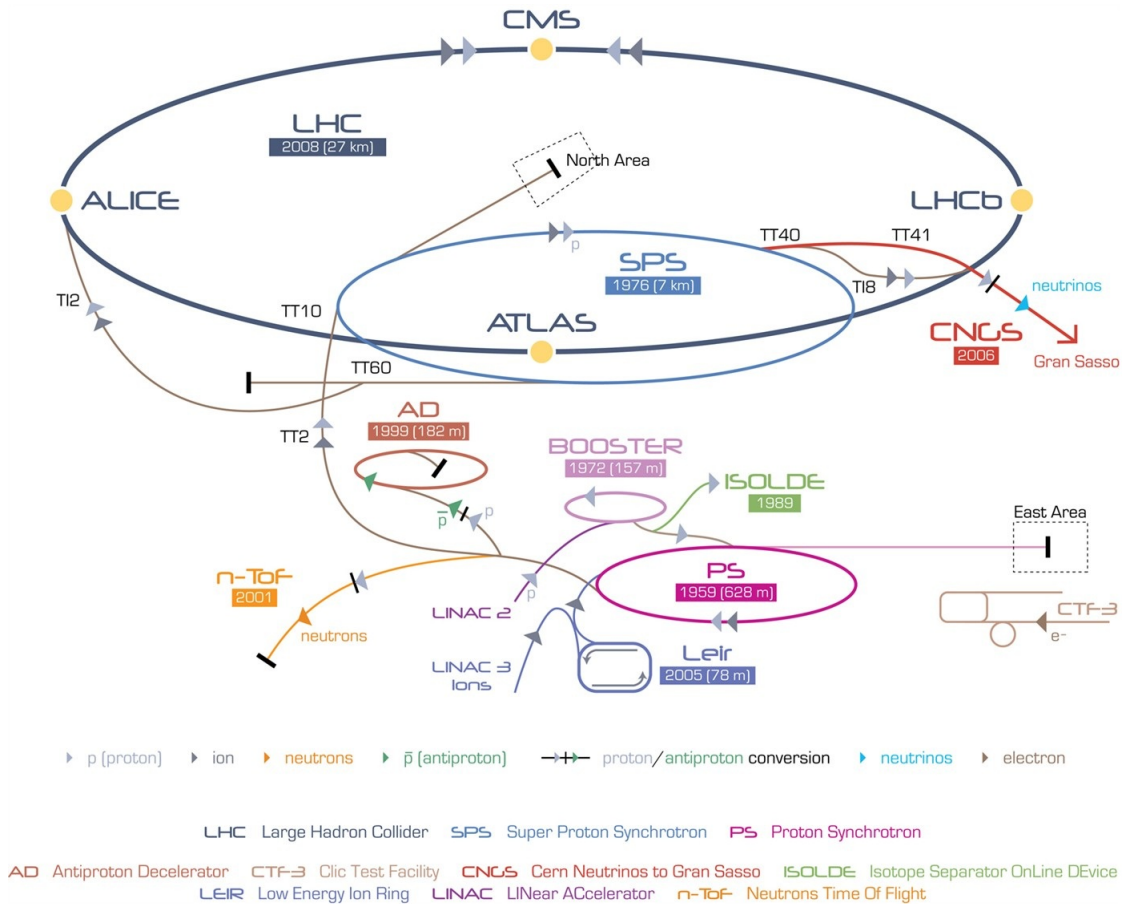 CMS
LHC
2008 (27 km)
North Area
ALICE
LHCb
p
SPS
1976 (7 km)
TT40
TT41
TI8
neutrinos
TI2
TT10
ATLAS
CNGS
2006
Gran Sasso
TT60
AD
1999 (182 m)
TT2
BOOSTER
1972 (157 m)
ISOLDE
1989
p̄
p
East Area
n-ToF
2001
PS
1959 (628 m)
p
LINAC 2
CTF-3
e-
neutrons
LINAC 3
Ions
Leir
2005 (78 m)
p (proton) ion neutrons p̄ (antiproton) proton/antiproton conversion neutrinos electron
LHC Large Hadron Collider SPS Super Proton Synchrotron PS Proton Synchrotron
AD Antiproton Decelerator CTF-3 Clic Test Facility CNGS Cern Neutrinos to Gran Sasso ISOLDE Isotope Separator OnLine DEvice
LEIR Low Energy Ion Ring LINAC LINear ACcelerator n-ToF Neutrons Time Of Flight